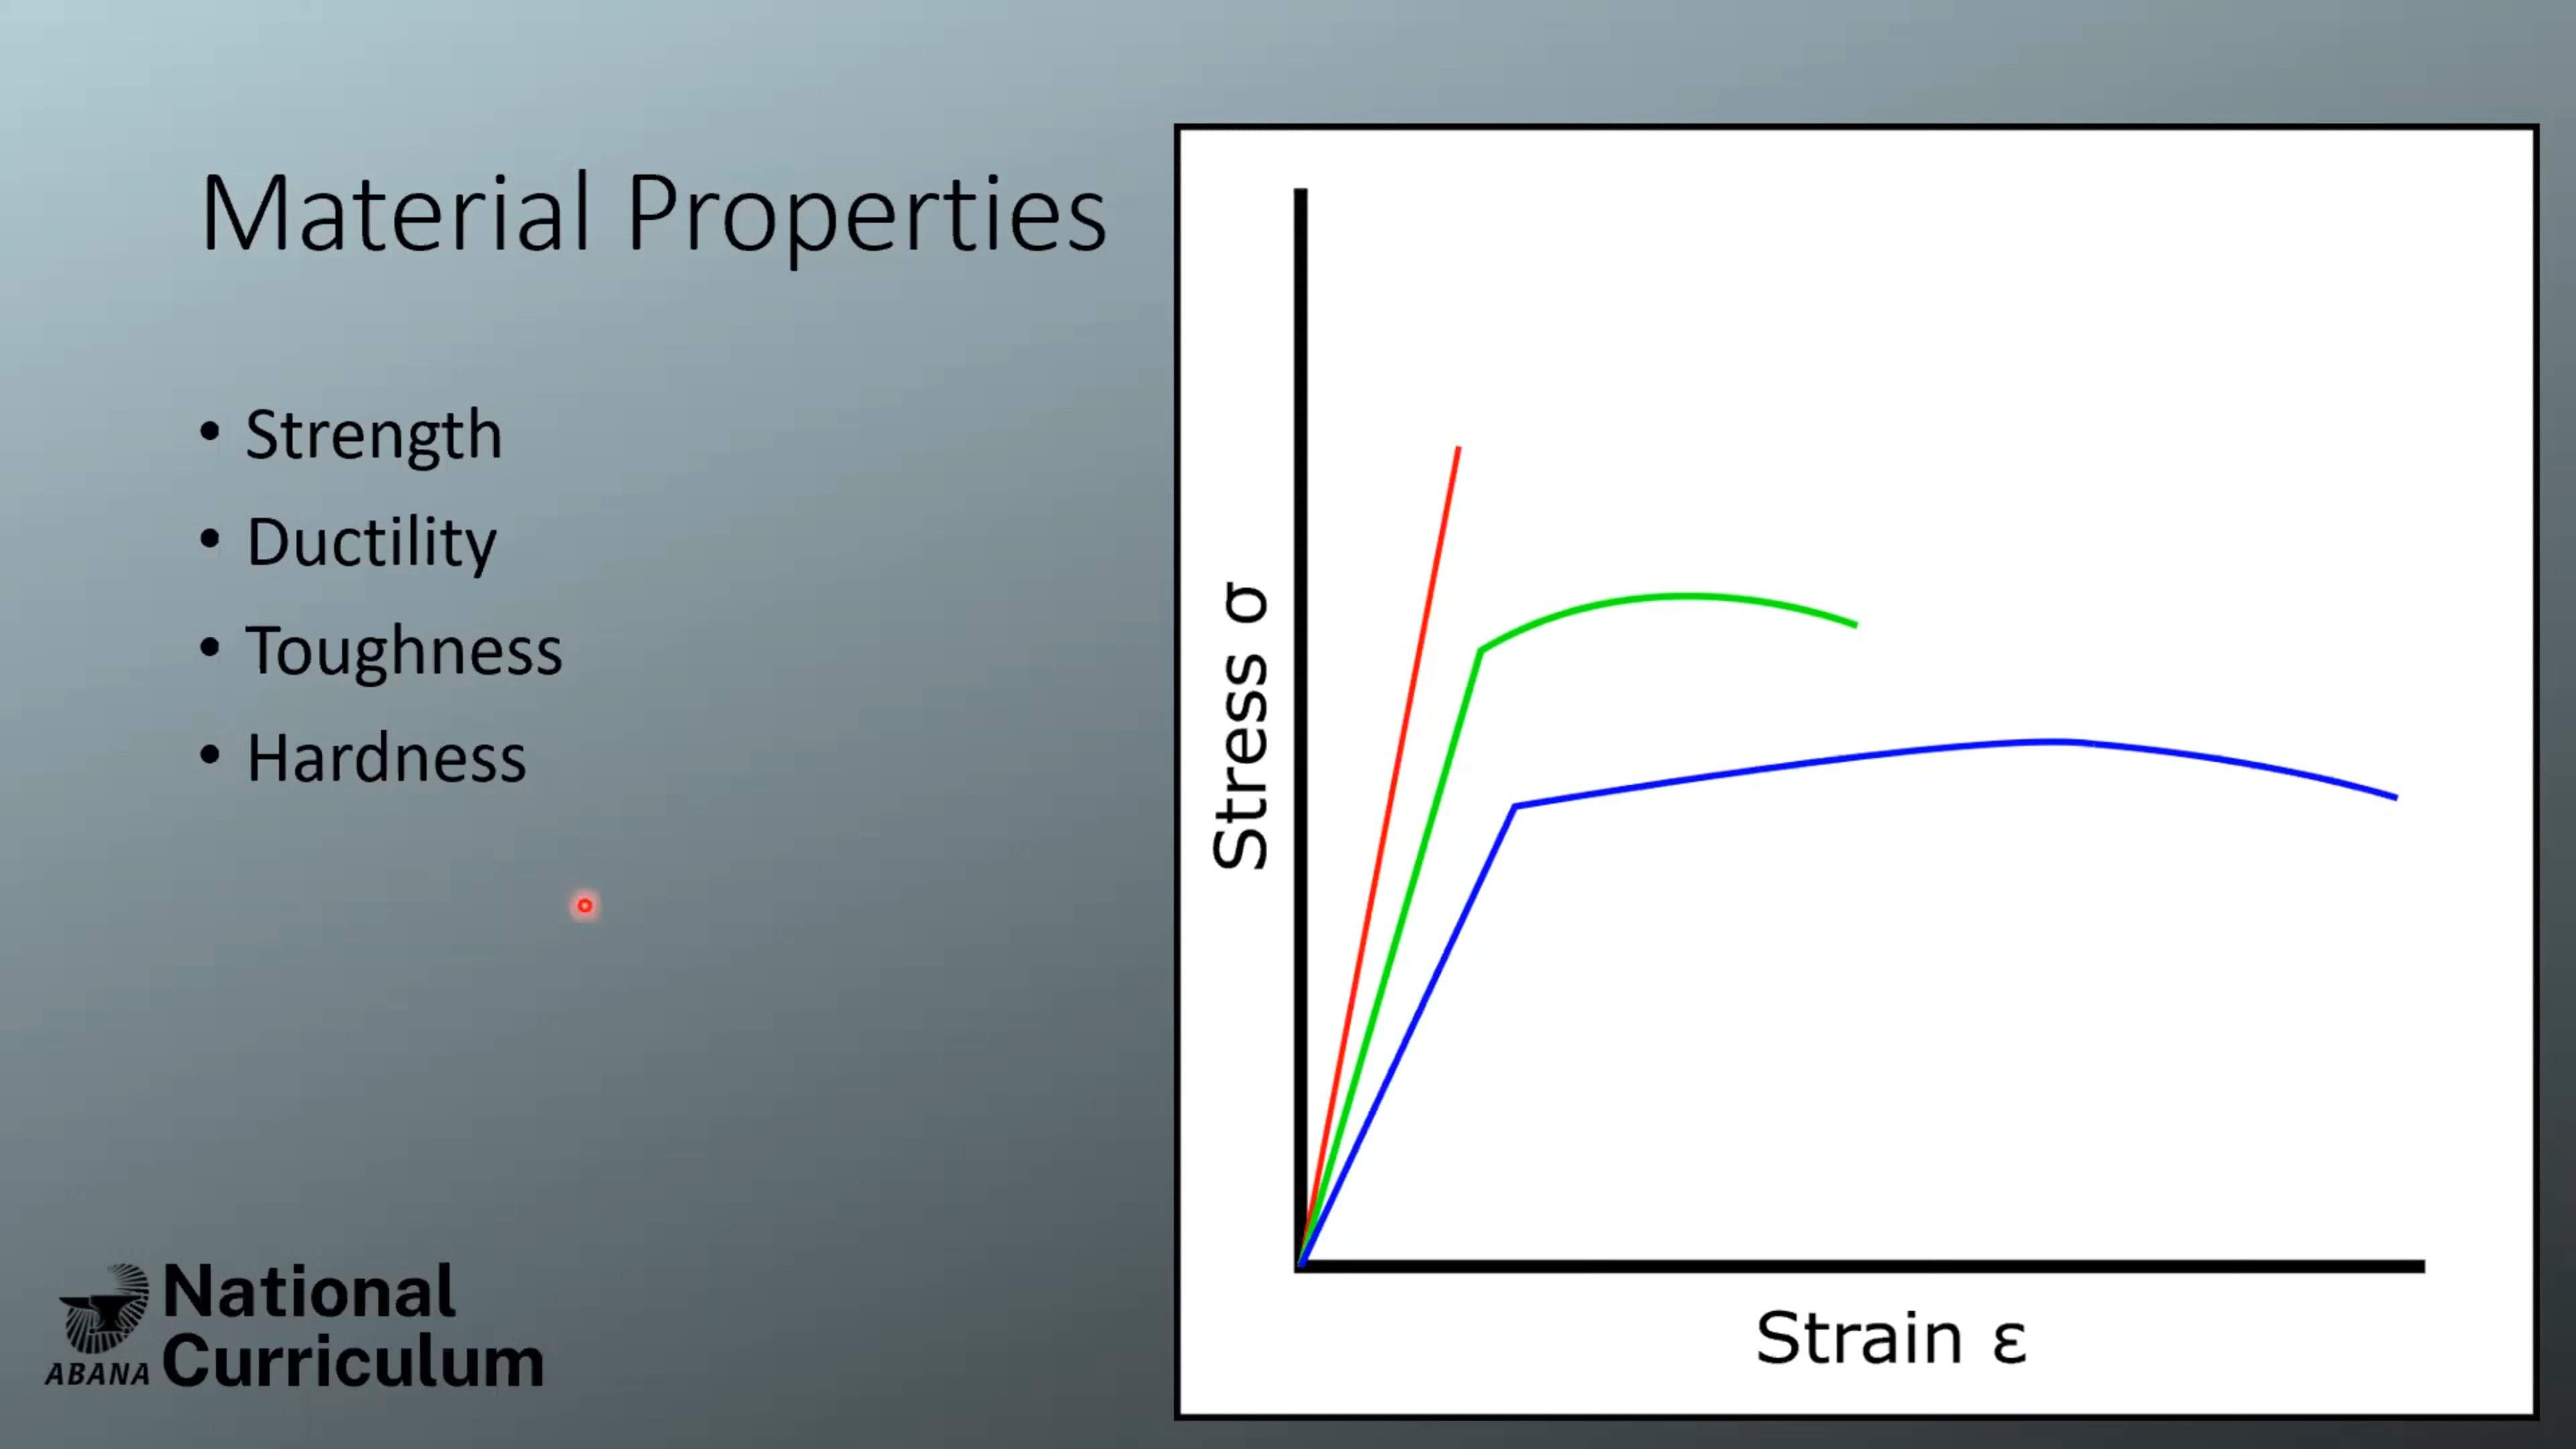 Material Properties
• Strength
• Ductility
• Toughness
• Hardness
Stress σ
Strain ε
ABANA
National
Curriculum